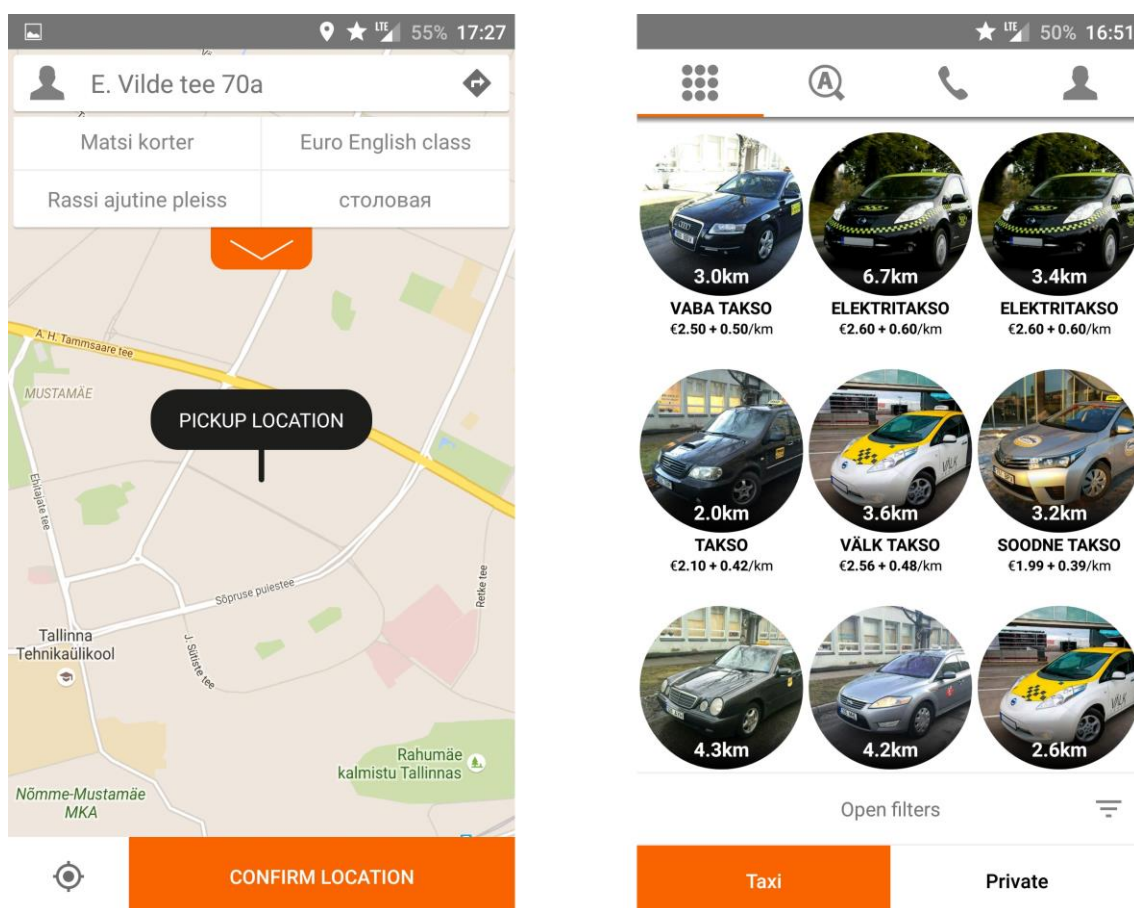 LTE 55% 17:27
E. Vilde tee 70a
Matsi korter
Euro English class
Rassi ajutine pleiss
столовая
A. H. Tammsaare tee
MUSTAMÄE
PICKUP LOCATION
Ehitajate tee
Sõpruse puiestee
Retke tee
J. Sütiste tee
Tallinna
Tehnikaülikool
Rahumäe
kalmistu Tallinnas
Nõmme-Mustamäe
MKA
CONFIRM LOCATION
LTE 50% 16:51
A
3.0km
6.7km
3.4km
VABA TAKSO
ELEKTRITAKSO
ELEKTRITAKSO
€2.50 + 0.50/km
€2.60 + 0.60/km
€2.60 + 0.60/km
VÄLK
2.0km
3.6km
3.2km
TAKSO
VÄLK TAKSO
SOODNE TAKSO
€2.10 + 0.42/km
€2.56 + 0.48/km
€1.99 + 0.39/km
VÄLK
4.3km
4.2km
2.6km
Open filters
Taxi
Private